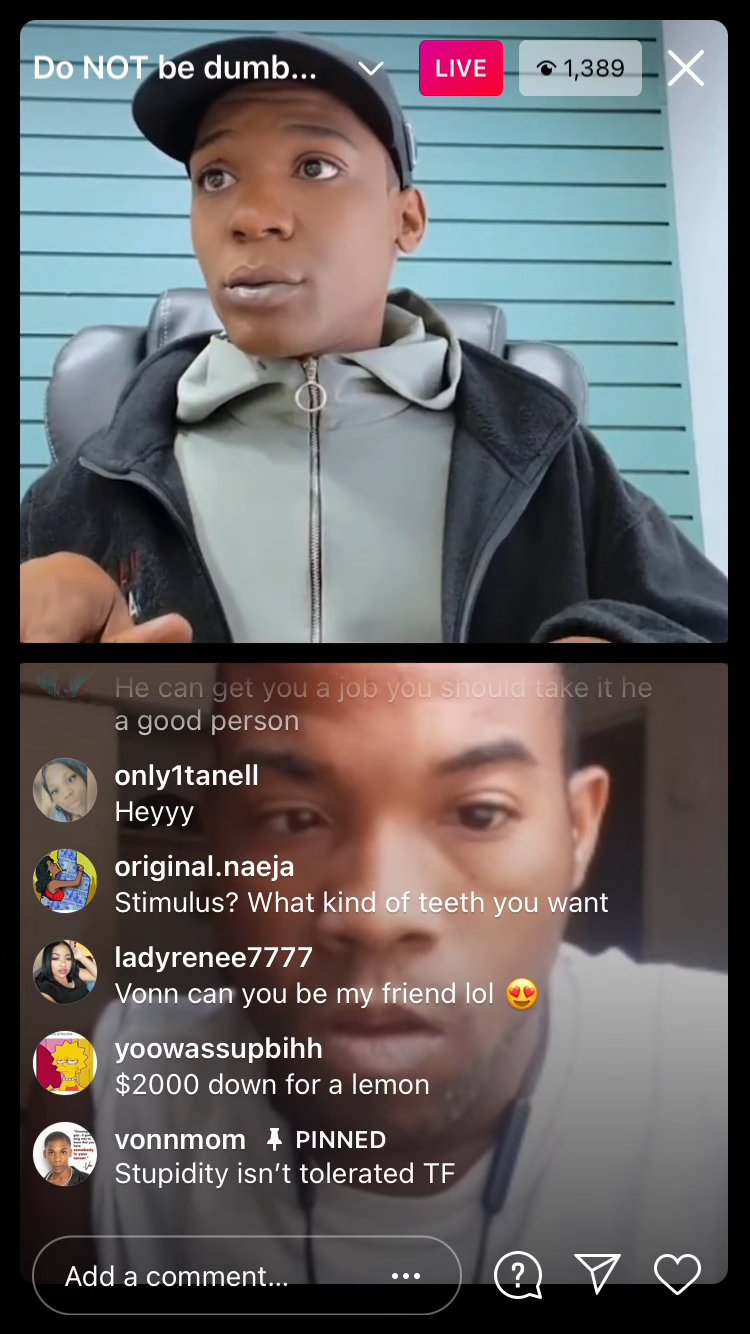 Do NOT be dumb...
LIVE
1,389
He can get you a job you should take it he
a good person
only1tanell
Heyyy
original.naeja
Stimulus? What kind of teeth you want
ladyrenee7777
Vonn can you be my friend lol 😍
yoowassupbihh
$2000 down for a lemon
vonnmom PINNED
Stupidity isn’t tolerated TF
Add a comment...